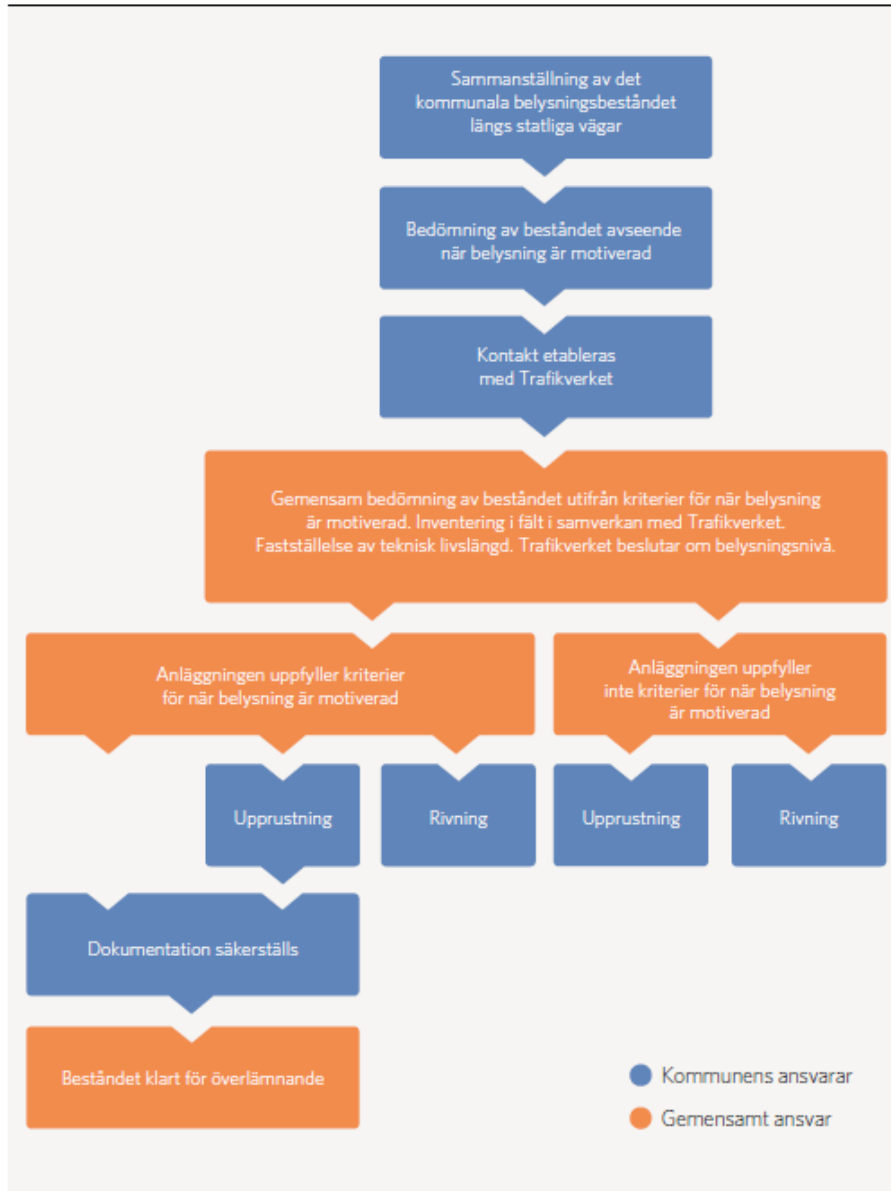 Sammanställning av det
kommunala belysningsbeståndet
längs statliga vägar
Bedömning av beståndet avseende
när belysning är motiverad
Kontakt etableras
med Trafikverket
Gemensam bedömning av beståndet utifrån kriterier för när belysning
är motiverad. Inventering i fält i samverkan med Trafikverket.
Fastställelse av teknisk livslängd. Trafikverket beslutar om belysningsnivå.
Anläggningen uppfyller kriterier
för när belysning är motiverad
Anläggningen uppfyller
inte kriterier för när belysning
är motiverad
Upprustning
Rivning
Upprustning
Rivning
Dokumentation säkerställs
Beståndet klart för överlämnande
Kommunens ansvarar
Gemensamt ansvar